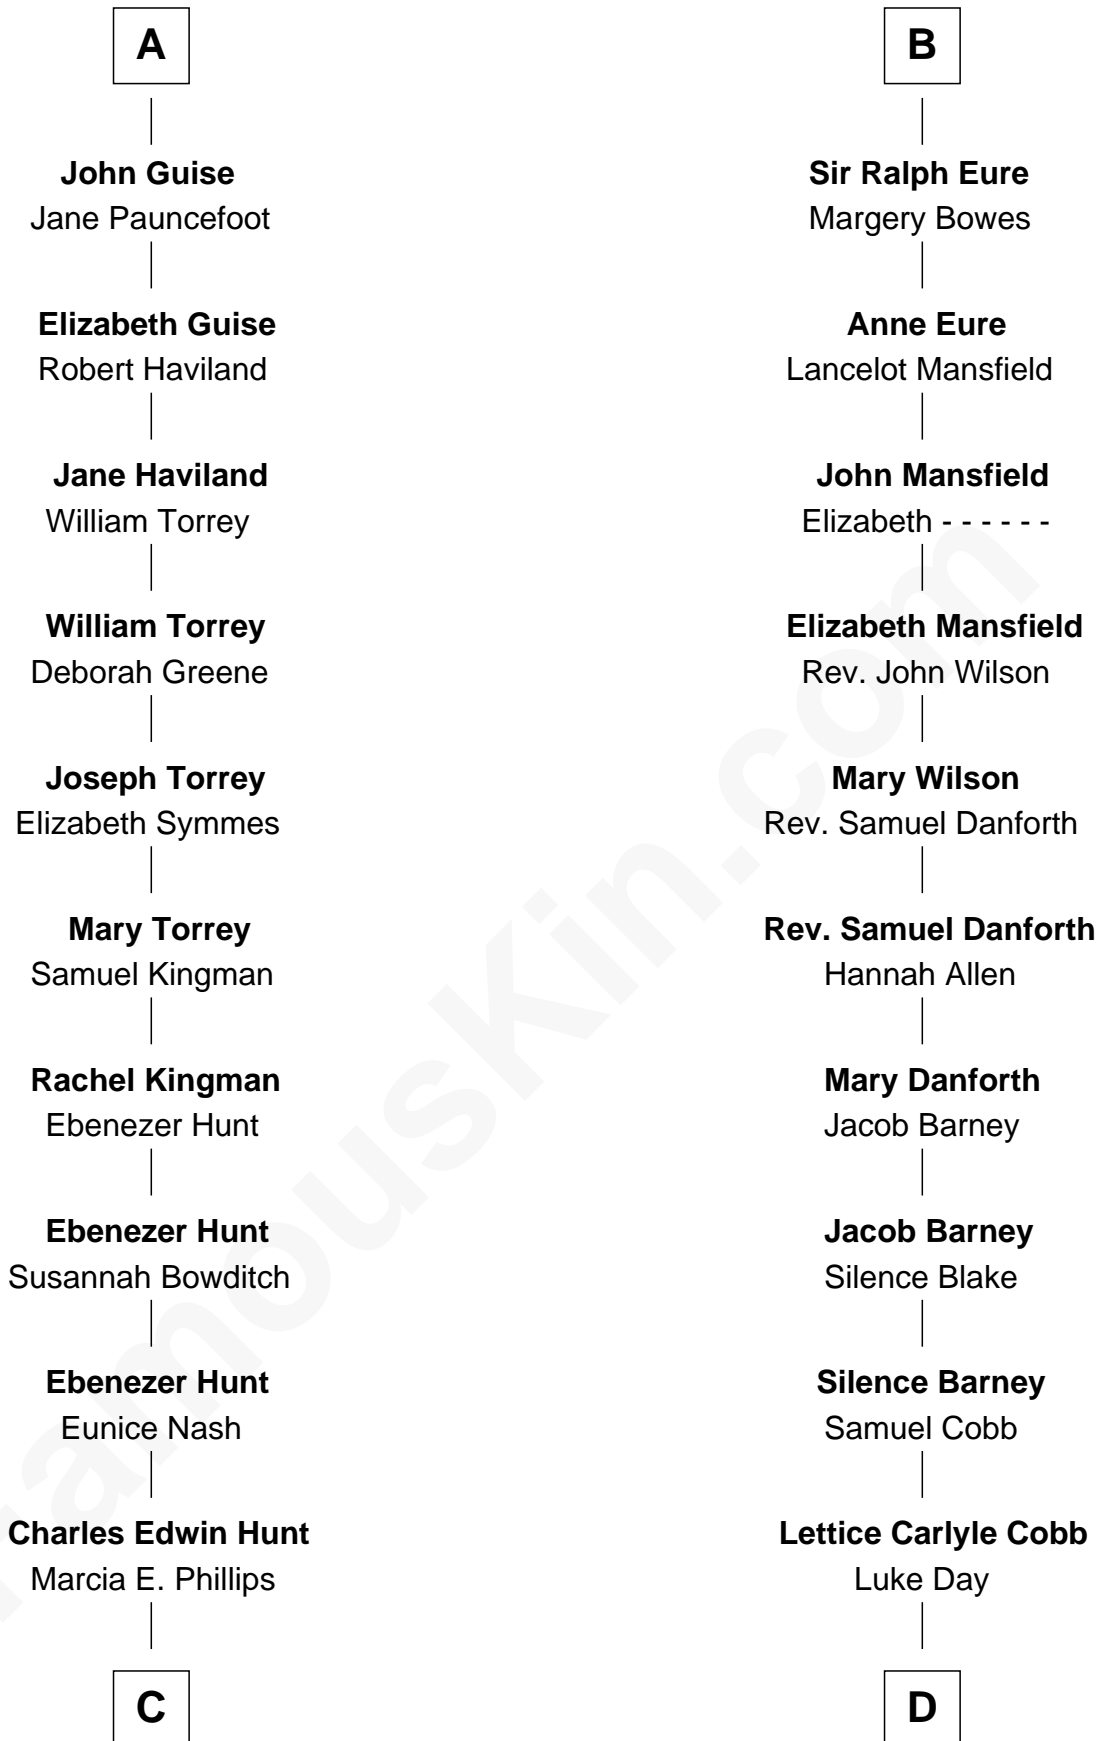 A
John Guise
Jane Pauncefoot
Elizabeth Guise
Robert Haviland
Jane Haviland
William Torrey
William Torrey
Deborah Greene
Joseph Torrey
Elizabeth Symmes
Mary Torrey
Samuel Kingman
Rachel Kingman
Ebenezer Hunt
Ebenezer Hunt
Susannah Bowditch
Ebenezer Hunt
Eunice Nash
Charles Edwin Hunt
Marcia E. Phillips
C
B
Sir Ralph Eure
Margery Bowes
Anne Eure
Lancelot Mansfield
John Mansfield
Elizabeth - - - - - -
Elizabeth Mansfield
Rev. John Wilson
Mary Wilson
Rev. Samuel Danforth
Rev. Samuel Danforth
Hannah Allen
Mary Danforth
Jacob Barney
Jacob Barney
Silence Blake
Silence Barney
Samuel Cobb
Lettice Carlyle Cobb
Luke Day
D
FamousKin.com